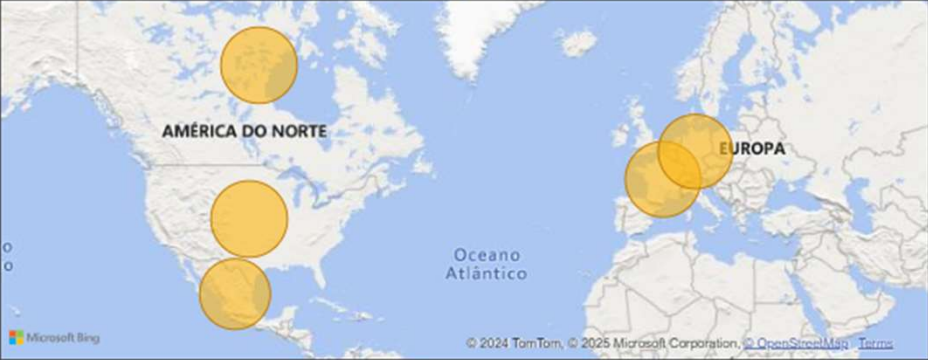 AMÉRICA DO NORTE
EUROPA
o
o
Oceano
Atlântico
Microsoft Bing
© 2024 TomTom, © 2025 Microsoft Corporation, © OpenStreetMap Terms